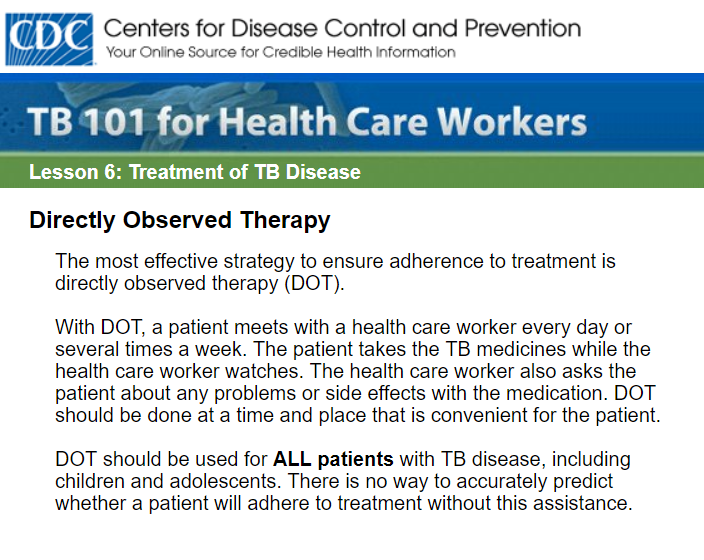 CDC
Centers for Disease Control and Prevention
Your Online Source for Credible Health Information
TB 101 for Health Care Workers
Lesson 6: Treatment of TB Disease
Directly Observed Therapy
The most effective strategy to ensure adherence to treatment is
directly observed therapy (DOT).
With DOT, a patient meets with a health care worker every day or
several times a week. The patient takes the TB medicines while the
health care worker watches. The health care worker also asks the
patient about any problems or side effects with the medication. DOT
should be done at a time and place that is convenient for the patient.
DOT should be used for ALL patients with TB disease, including
children and adolescents. There is no way to accurately predict
whether a patient will adhere to treatment without this assistance.